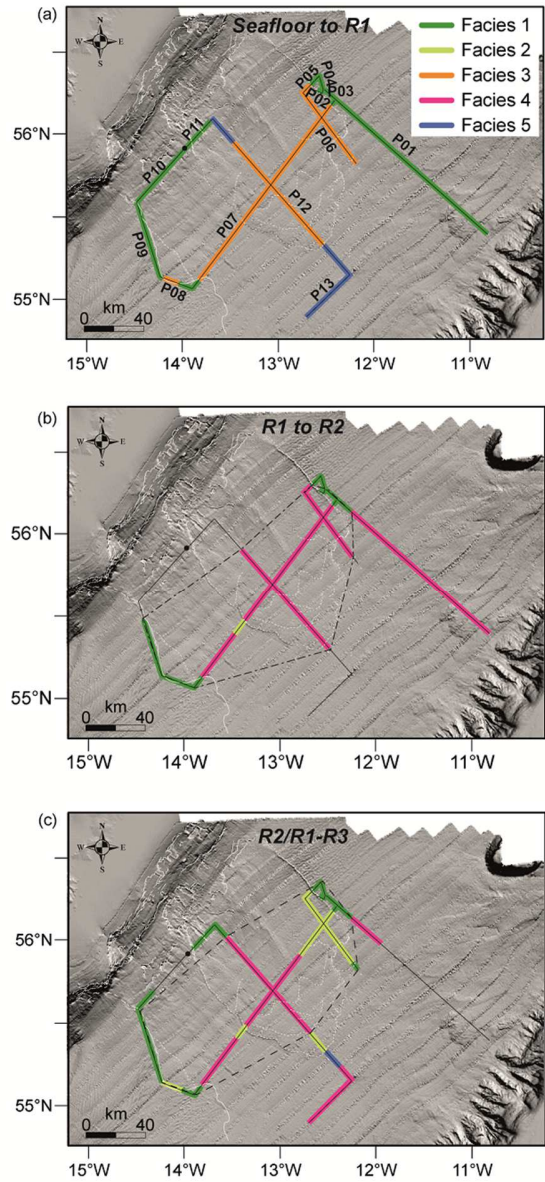 (a)
Seafloor to R1
Facies 1
Facies 2
Facies 3
Facies 4
Facies 5
N
W E
S
P05
P04
P03
P02
P01
P06
P11
P10
P12
P07
P09
P08
P13
56°N
55°N
km
0 40
15°W 14°W 13°W 12°W 11°W
(b)
R1 to R2
N
W E
S
56°N
55°N
km
0 40
15°W 14°W 13°W 12°W 11°W
(c)
R2/R1-R3
N
W E
S
56°N
55°N
km
0 40
15°W 14°W 13°W 12°W 11°W